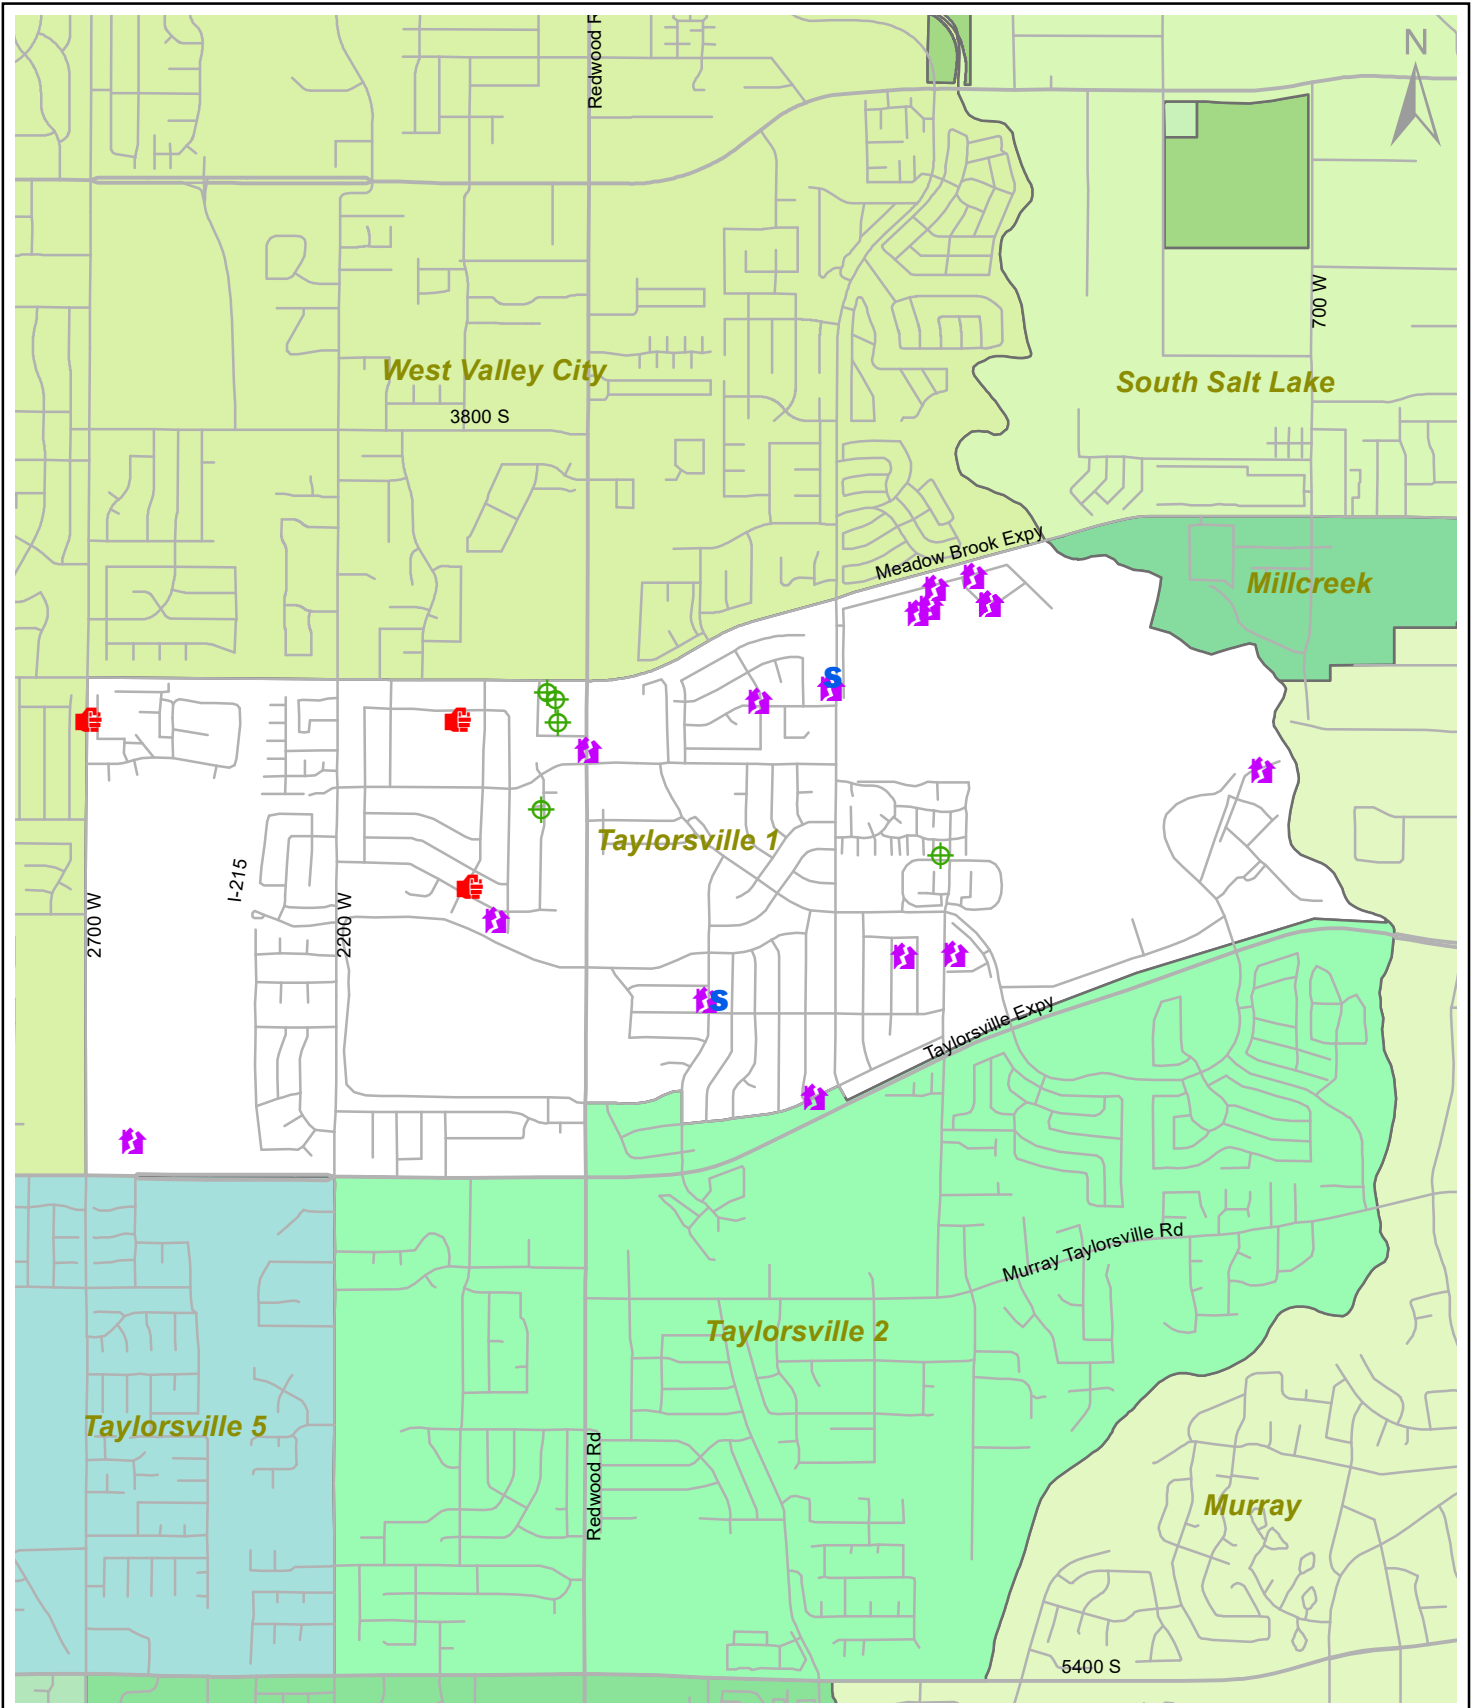 Redwood R
N
700 W
West Valley City
South Salt Lake
3800 S
Meadow Brook Expy
Millcreek
S
Taylorsville 1
I-215
2700 W
2200 W
S
Taylorsville Expy
Murray Taylorsville Rd
Taylorsville 2
Taylorsville 5
Redwood Rd
Murray
5400 S